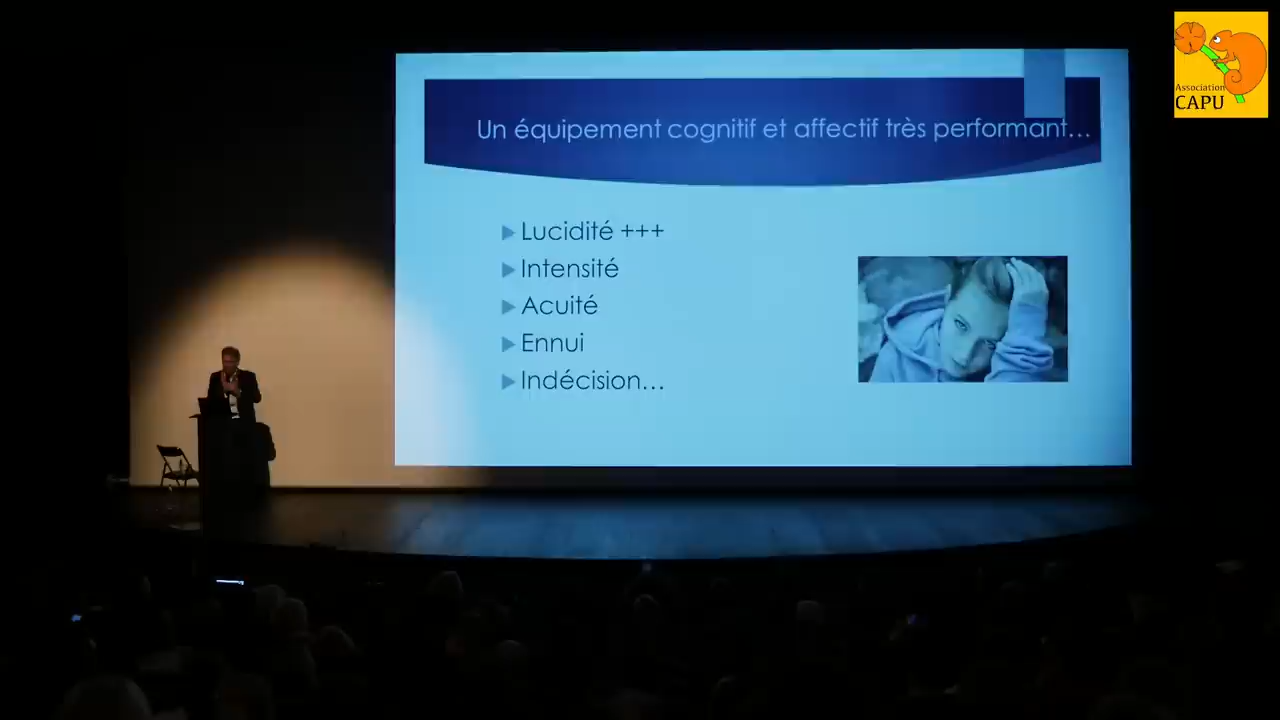 Un équipement cognitif et affectif très performant...
Lucidité +++
Intensité
Acuité
Ennui
Indécision...
Association
CAPU